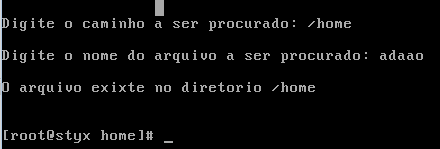 Digite o caminho a ser procurado: /home
Digite o nome do arquivo a ser procurado: adaao
O arquivo exixte no diretorio /home
[root@styx home]# _